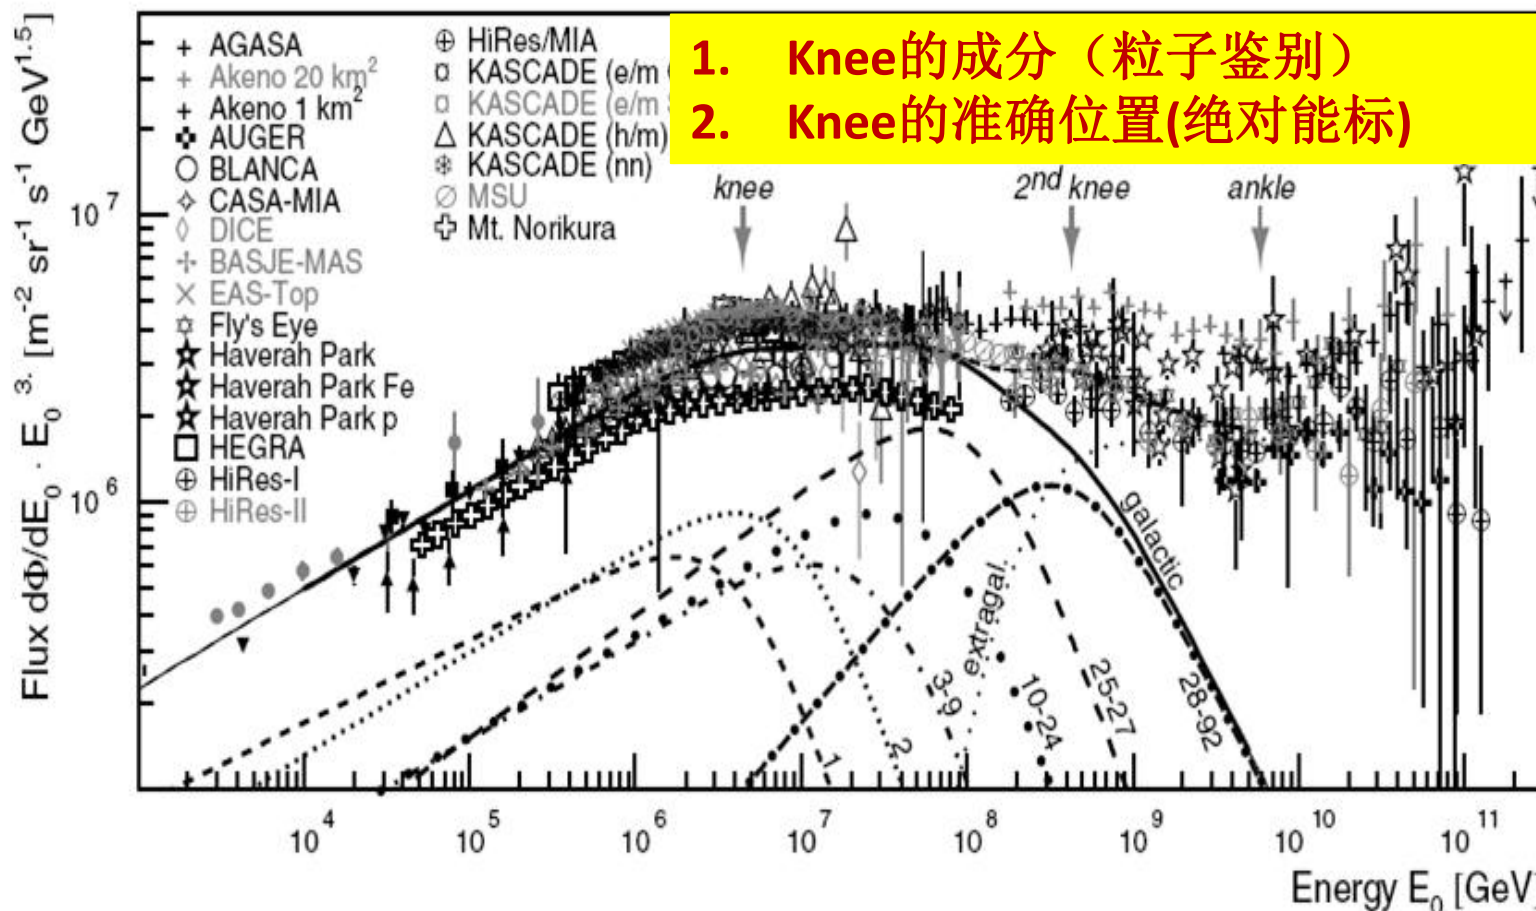 1. Knee的成分（粒子鉴别）
2. Knee的准确位置(绝对能标)
Flux dΦ/dE₀ · E₀ ³· [m⁻² sr⁻¹ s⁻¹ GeV¹·⁵]
AGASA
Akeno 20 km²
Akeno 1 km²
AUGER
BLANCA
CASA-MIA
DICE
BASJE-MAS
EAS-Top
Fly's Eye
Haverah Park
Haverah Park Fe
Haverah Park p
HEGRA
HiRes-I
HiRes-II
HiRes/MIA
KASCADE (e/m
KASCADE (e/m
KASCADE (h/m)
KASCADE (nn)
MSU
Mt. Norikura
knee
2nd knee
ankle
10⁷
10⁶
galactic
extragal.
1
2
3-9
10-24
25-27
28-92
10⁴
10⁵
10⁶
10⁷
10⁸
10⁹
10¹⁰
10¹¹
Energy E₀ [GeV]